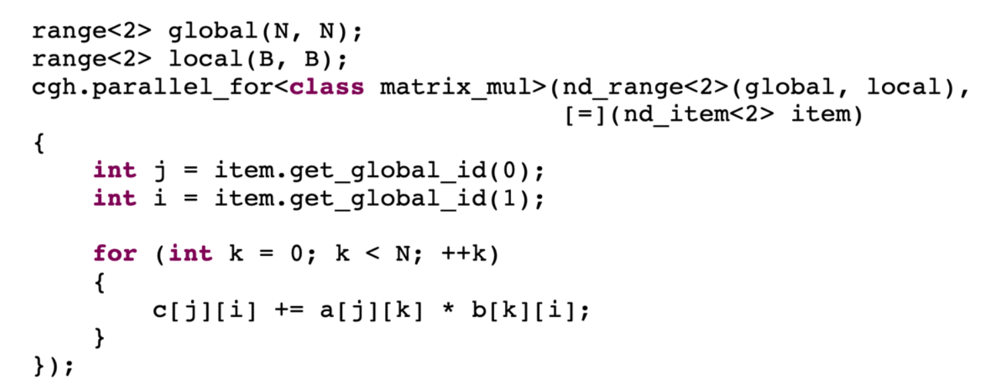 range<2> global(N, N);
range<2> local(B, B);
cgh.parallel_for<class matrix_mul>(nd_range<2>(global, local),
                                   [=](nd_item<2> item)
{
    int j = item.get_global_id(0);
    int i = item.get_global_id(1);

    for (int k = 0; k < N; ++k)
    {
        c[j][i] += a[j][k] * b[k][i];
    }
});